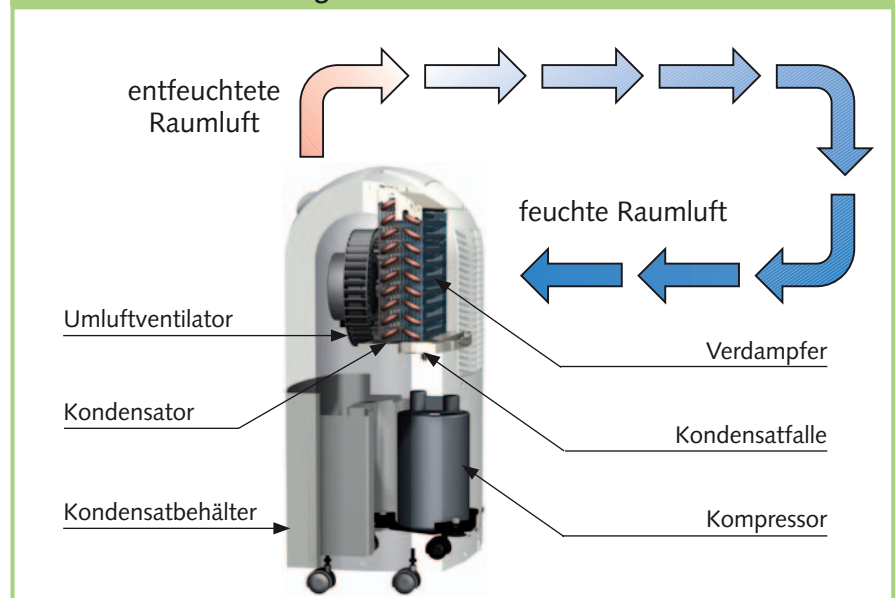 entfeuchtete
Raumluft
feuchte Raumluft
Umluftventilator
Verdampfer
Kondensator
Kondensatfalle
Kondensatbehälter
Kompressor